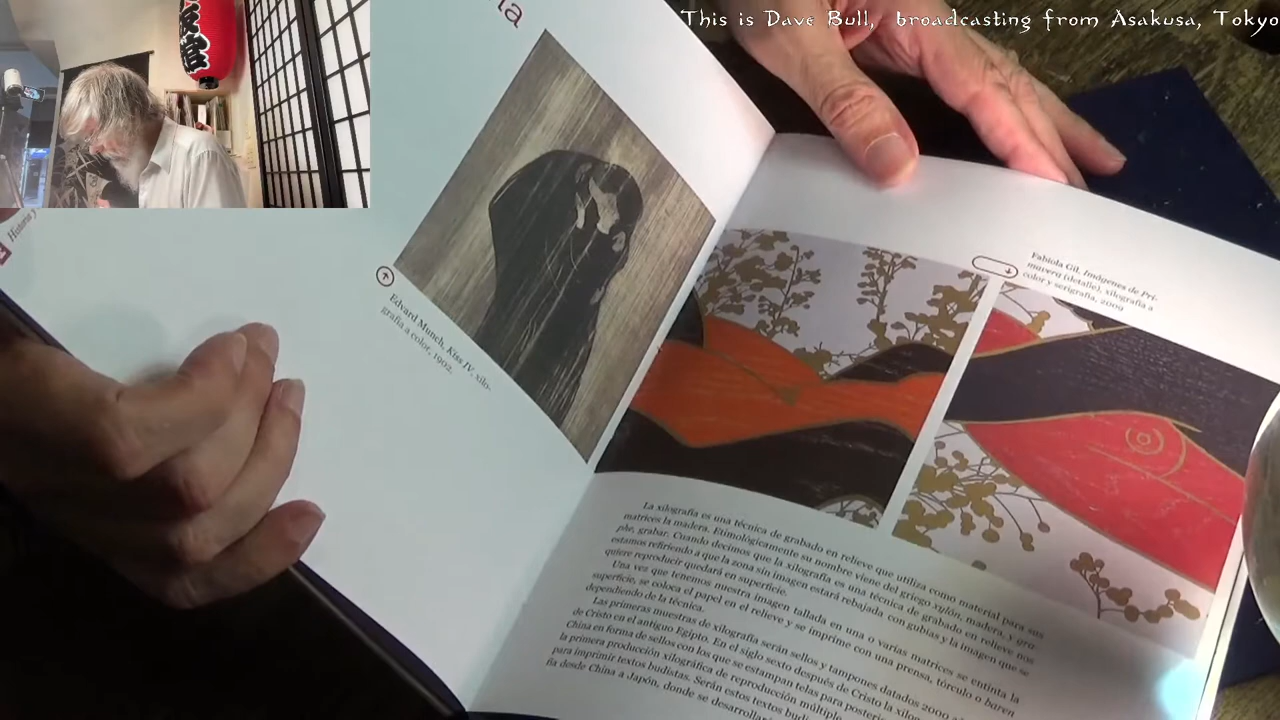 This is Dave Bull, broadcasting from Asakusa, Tokyo
Edvard Munch, Kiss IV, xilo-
grafía a color, 1902.
Fabiola Gil, Imágenes de Pri-
mavera (detalle), xilografía a
color y serigrafía, 2009
La xilografía es una técnica de grabado en relieve que utiliza como material para sus
matrices la madera. Etimológicamente su nombre viene del griego xylón, madera, y gra-
phe, grabar. Cuando decimos que la xilografía es una técnica de grabado en relieve nos
estamos refiriendo a que la zona sin imagen estará rebajada con gubias y la imagen que se
quiere reproducir quedará en superficie.
Una vez que tenemos nuestra imagen tallada en una o varias matrices se entinta la
superficie, se coloca el papel en el relieve y se imprime con una prensa, tórculo o baren
dependiendo de la técnica.
Las primeras muestras de xilografía serán sellos y tampones datados 2000
de Cristo en el antiguo Egipto. En el siglo sexto después de Cristo la
China en forma de sellos con los que se estampan telas para
la primera producción xilográfica de reproducción múltiple
para imprimir textos budistas. Serán estos textos
desde China a Japón, donde se